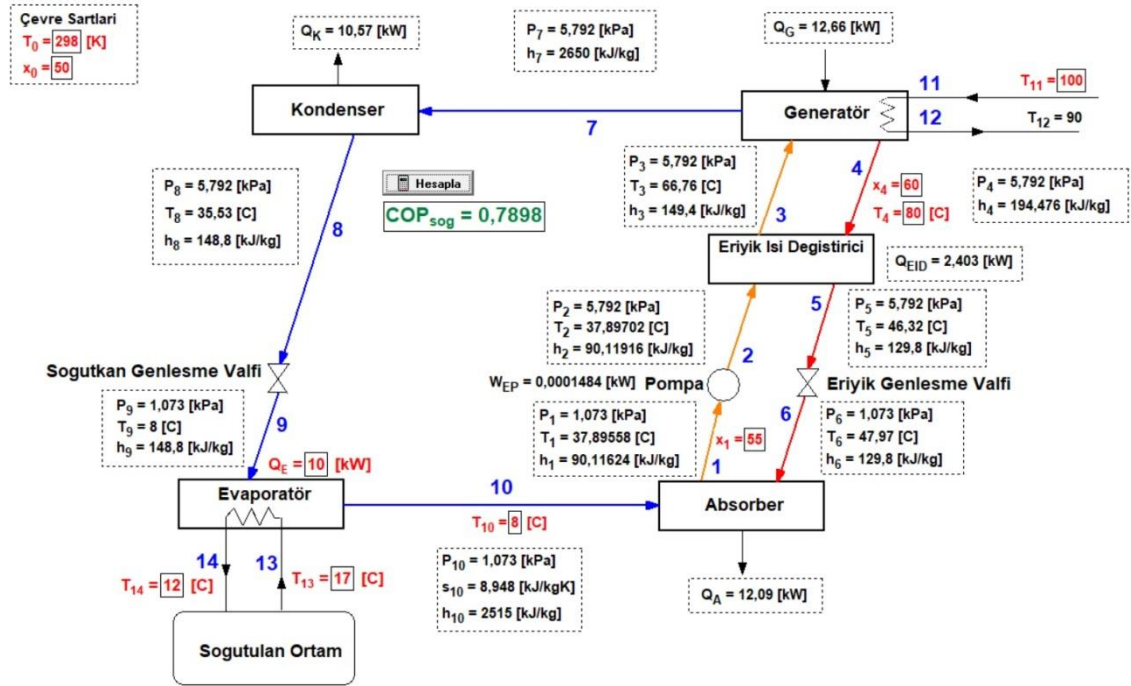 Çevre Sartlari
T0 = 298 [K]
x0 = 50
QK = 10,57 [kW]
P7 = 5,792 [kPa]
h7 = 2650 [kJ/kg]
QG = 12,66 [kW]
Kondenser
7
Generatör
11
12
T11 = 100
T12 = 90
P8 = 5,792 [kPa]
T8 = 35,53 [C]
h8 = 148,8 [kJ/kg]
8
Hesapla
COPsog = 0,7898
P3 = 5,792 [kPa]
T3 = 66,76 [C]
h3 = 149,4 [kJ/kg]
3
4
x4 = 60
T4 = 80 [C]
P4 = 5,792 [kPa]
h4 = 194,476 [kJ/kg]
Eriyik Isi Degistirici
QEID = 2,403 [kW]
P2 = 5,792 [kPa]
T2 = 37,89702 [C]
h2 = 90,11916 [kJ/kg]
2
5
P5 = 5,792 [kPa]
T5 = 46,32 [C]
h5 = 129,8 [kJ/kg]
Sogutkan Genlesme Valfi
WEP = 0,0001484 [kW]
Pompa
Eriyik Genlesme Valfi
P9 = 1,073 [kPa]
T9 = 8 [C]
h9 = 148,8 [kJ/kg]
9
P1 = 1,073 [kPa]
T1 = 37,89558 [C]
h1 = 90,11624 [kJ/kg]
1
x1 = 55
6
P6 = 1,073 [kPa]
T6 = 47,97 [C]
h6 = 129,8 [kJ/kg]
QE = 10 [kW]
Evaporatör
10
T10 = 8 [C]
Absorber
14
13
T14 = 12 [C]
T13 = 17 [C]
P10 = 1,073 [kPa]
s10 = 8,948 [kJ/kgK]
h10 = 2515 [kJ/kg]
QA = 12,09 [kW]
Sogutulan Ortam